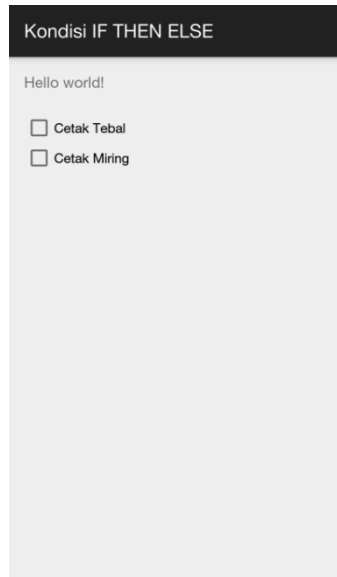 Kondisi IF THEN ELSE
Hello world!
Cetak Tebal
Cetak Miring